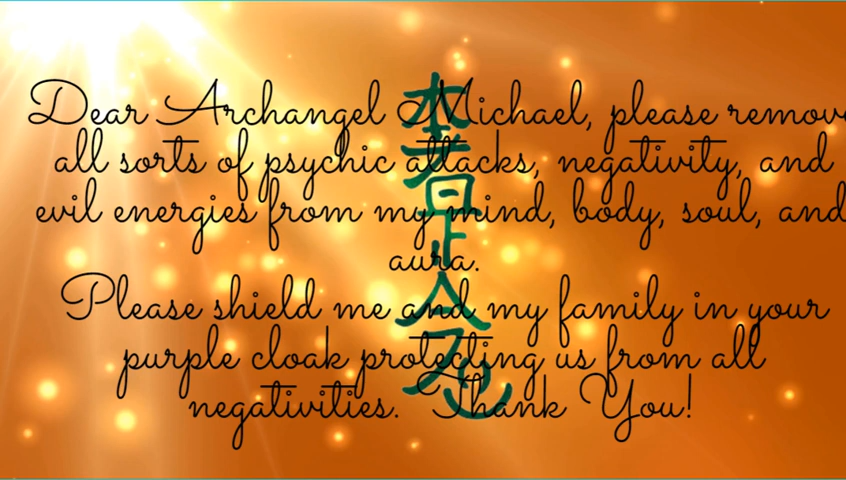 Dear Archangel Michael, please remove
all sorts of psychic attacks, negativity, and
evil energies from my mind, body, soul, and
aura.
Please shield me and my family in your
purple cloak protecting us from all
negativities. Thank You!